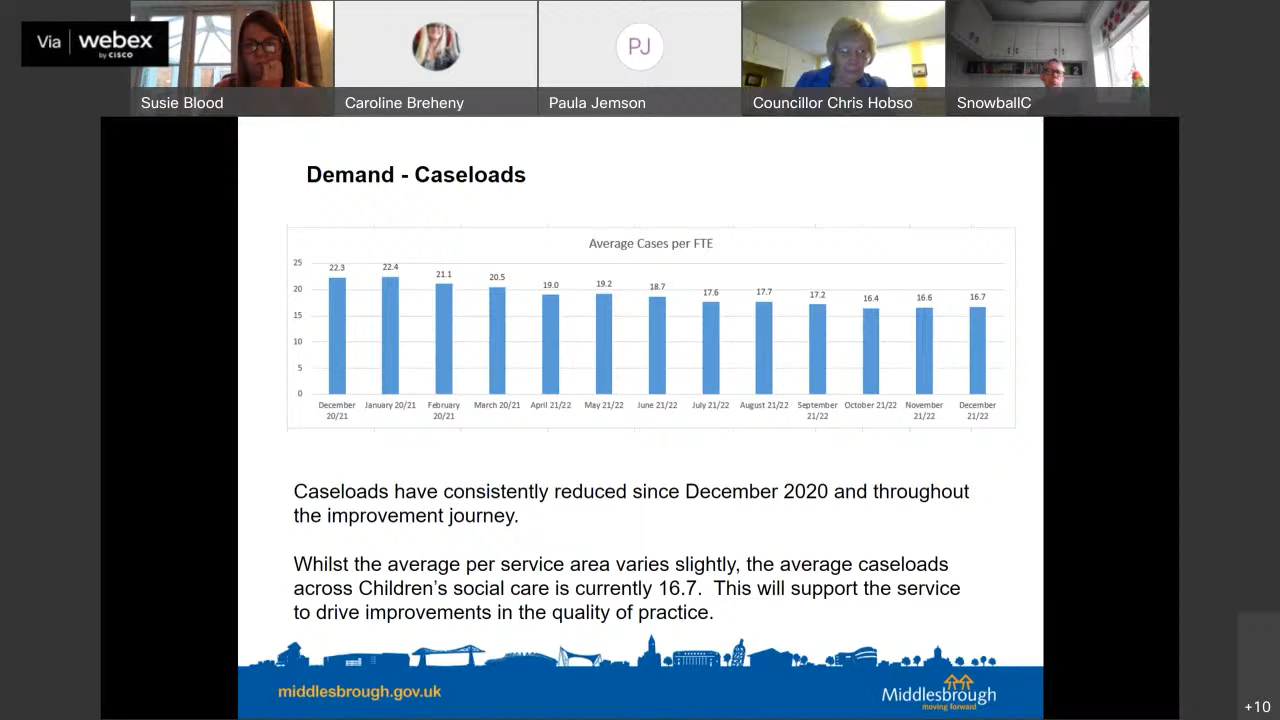 Via webex
by CISCO
Susie Blood
Caroline Breheny
PJ
Paula Jemson
Councillor Chris Hobso
SnowballC
Demand - Caseloads
Average Cases per FTE
25
20
15
10
5
0
22.3
22.4
21.1
20.5
19.0
19.2
18.7
17.6
17.7
17.2
16.4
16.6
16.7
December
20/21
January 20/21
February
20/21
March 20/21
April 21/22
May 21/22
June 21/22
July 21/22
August 21/22
September
21/22
October 21/22
November
21/22
December
21/22
Caseloads have consistently reduced since December 2020 and throughout
the improvement journey.
Whilst the average per service area varies slightly, the average caseloads
across Children’s social care is currently 16.7.  This will support the service
to drive improvements in the quality of practice.
middlesbrough.gov.uk
Middlesbrough
moving forward
+10